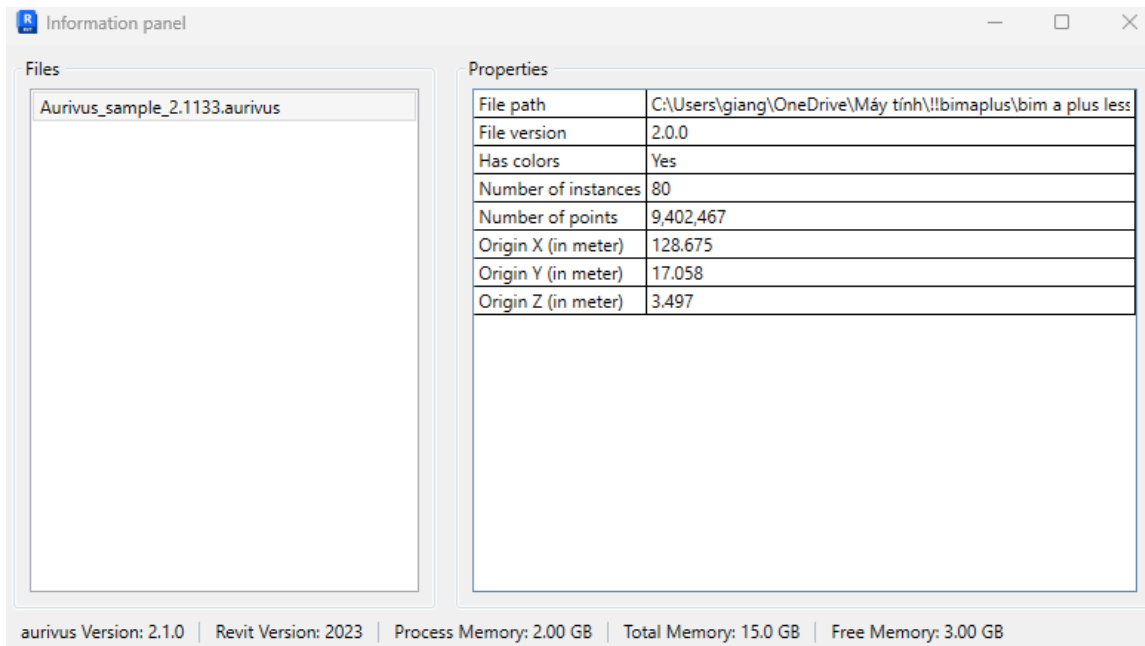 Information panel
Files
Aurivus_sample_2.1133.aurivus
Properties
File path C:\Users\giang\OneDrive\Máy tính\!!bimaplus\bim a plus less
File version 2.0.0
Has colors Yes
Number of instances 80
Number of points 9,402,467
Origin X (in meter) 128.675
Origin Y (in meter) 17.058
Origin Z (in meter) 3.497
aurivus Version: 2.1.0 | Revit Version: 2023 | Process Memory: 2.00 GB | Total Memory: 15.0 GB | Free Memory: 3.00 GB